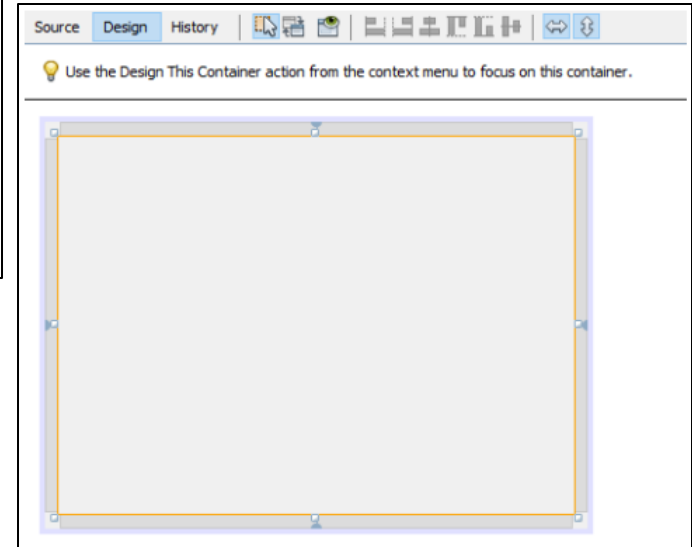 Source Design History
Use the Design This Container action from the context menu to focus on this container.